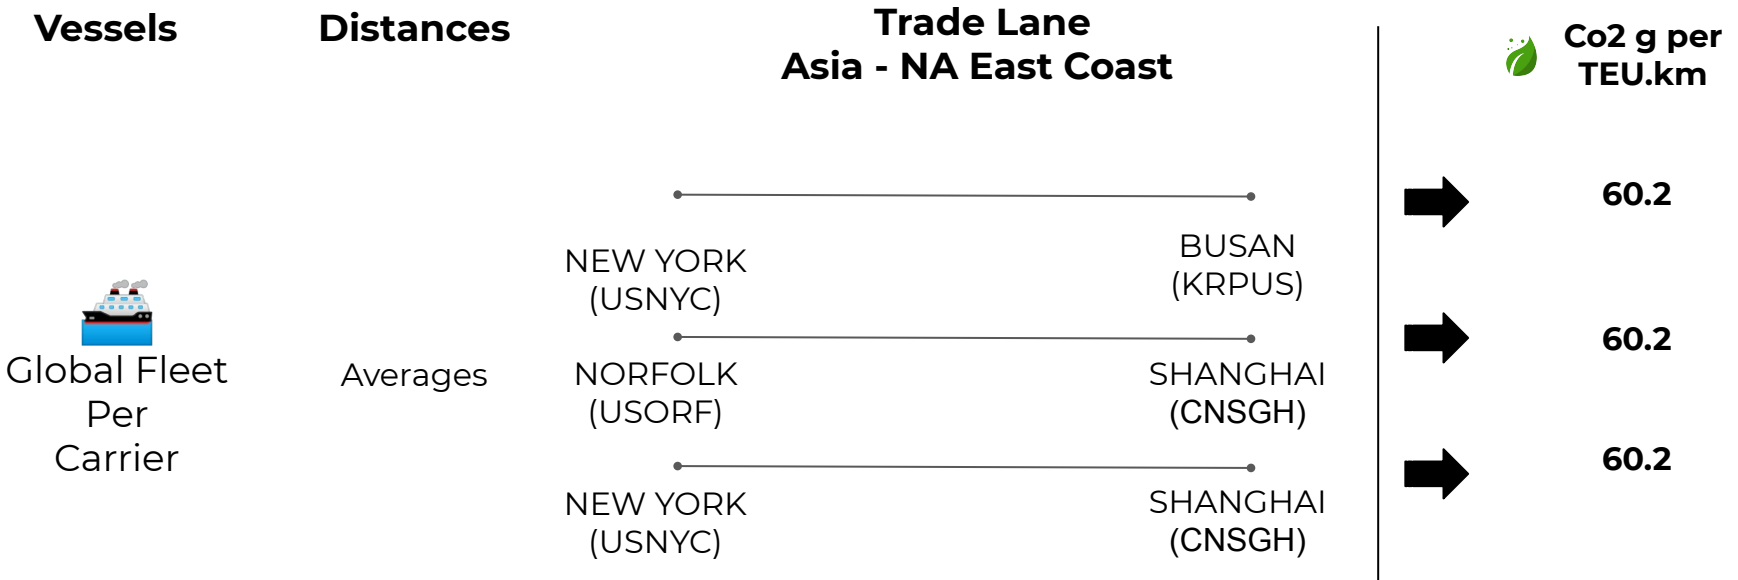 Vessels
Distances
Trade Lane
Asia - NA East Coast
Co2 g per
TEU.km
Global Fleet
Per
Carrier
Averages
NEW YORK
(USNYC)
BUSAN
(KRPUS)
60.2
NORFOLK
(USORF)
SHANGHAI
(CNSGH)
60.2
NEW YORK
(USNYC)
SHANGHAI
(CNSGH)
60.2